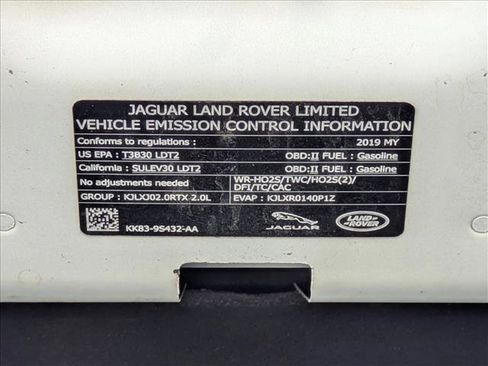 JAGUAR LAND ROVER LIMITED
VEHICLE EMISSION CONTROL INFORMATION
Conforms to regulations: 2019 MY
US EPA : T3B30 LDT2 OBD:II FUEL : Gasoline
California : SULEV30 LDT2 OBD:II FUEL : Gasoline
No adjustments needed WR-HO2S/TWC/HO2S(2)/
DFI/TC/CAC
GROUP : KJLXJ02.0RTX 2.0L EVAP : KJLXR0140P1Z
KK83-9S432-AA
JAGUAR
LAND ROVER